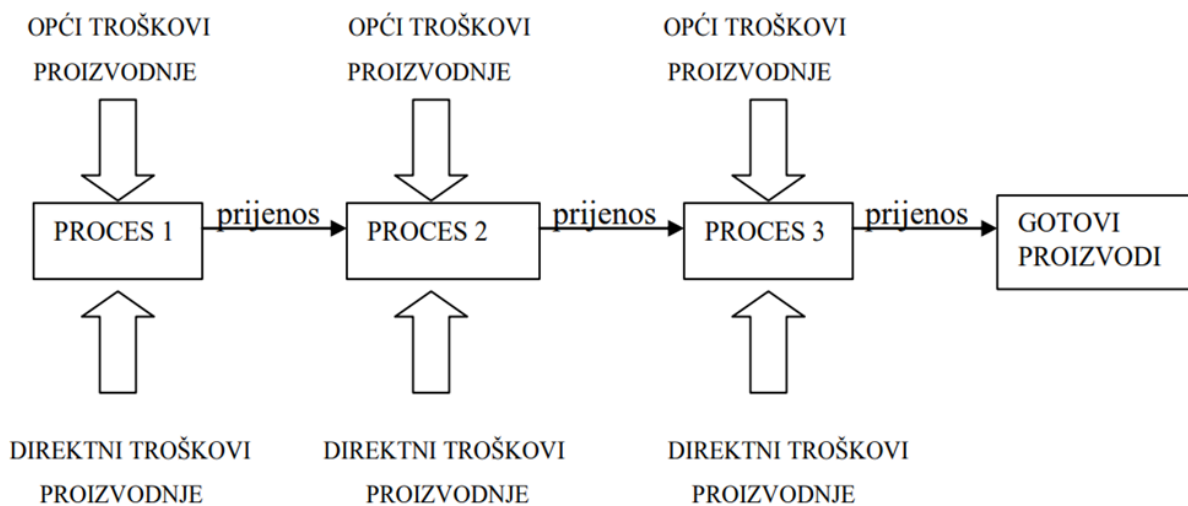 OPĆI TROŠKOVI
PROIZVODNJE
OPĆI TROŠKOVI
PROIZVODNJE
OPĆI TROŠKOVI
PROIZVODNJE
PROCES 1
prijenos
PROCES 2
prijenos
PROCES 3
prijenos
GOTOVI
PROIZVODI
DIREKTNI TROŠKOVI
PROIZVODNJE
DIREKTNI TROŠKOVI
PROIZVODNJE
DIREKTNI TROŠKOVI
PROIZVODNJE